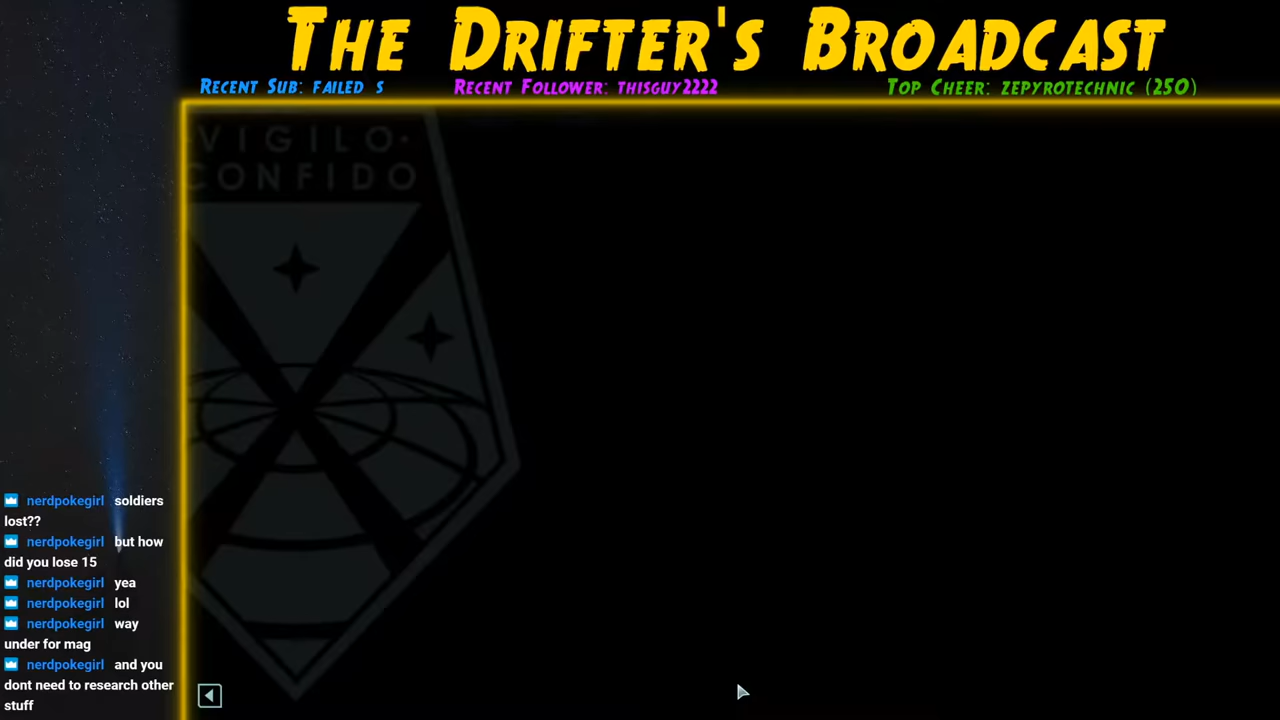 THE DRIFTER'S BROADCAST
RECENT SUB: FAILED S
RECENT FOLLOWER: THISGUY2222
TOP CHEER: ZEPYROTECHNIC (250)
·VIGILO·
CONFIDO
nerdpokegirl soldiers
lost??
nerdpokegirl but how
did you lose 15
nerdpokegirl yea
nerdpokegirl lol
nerdpokegirl way
under for mag
nerdpokegirl and you
dont need to research other
stuff